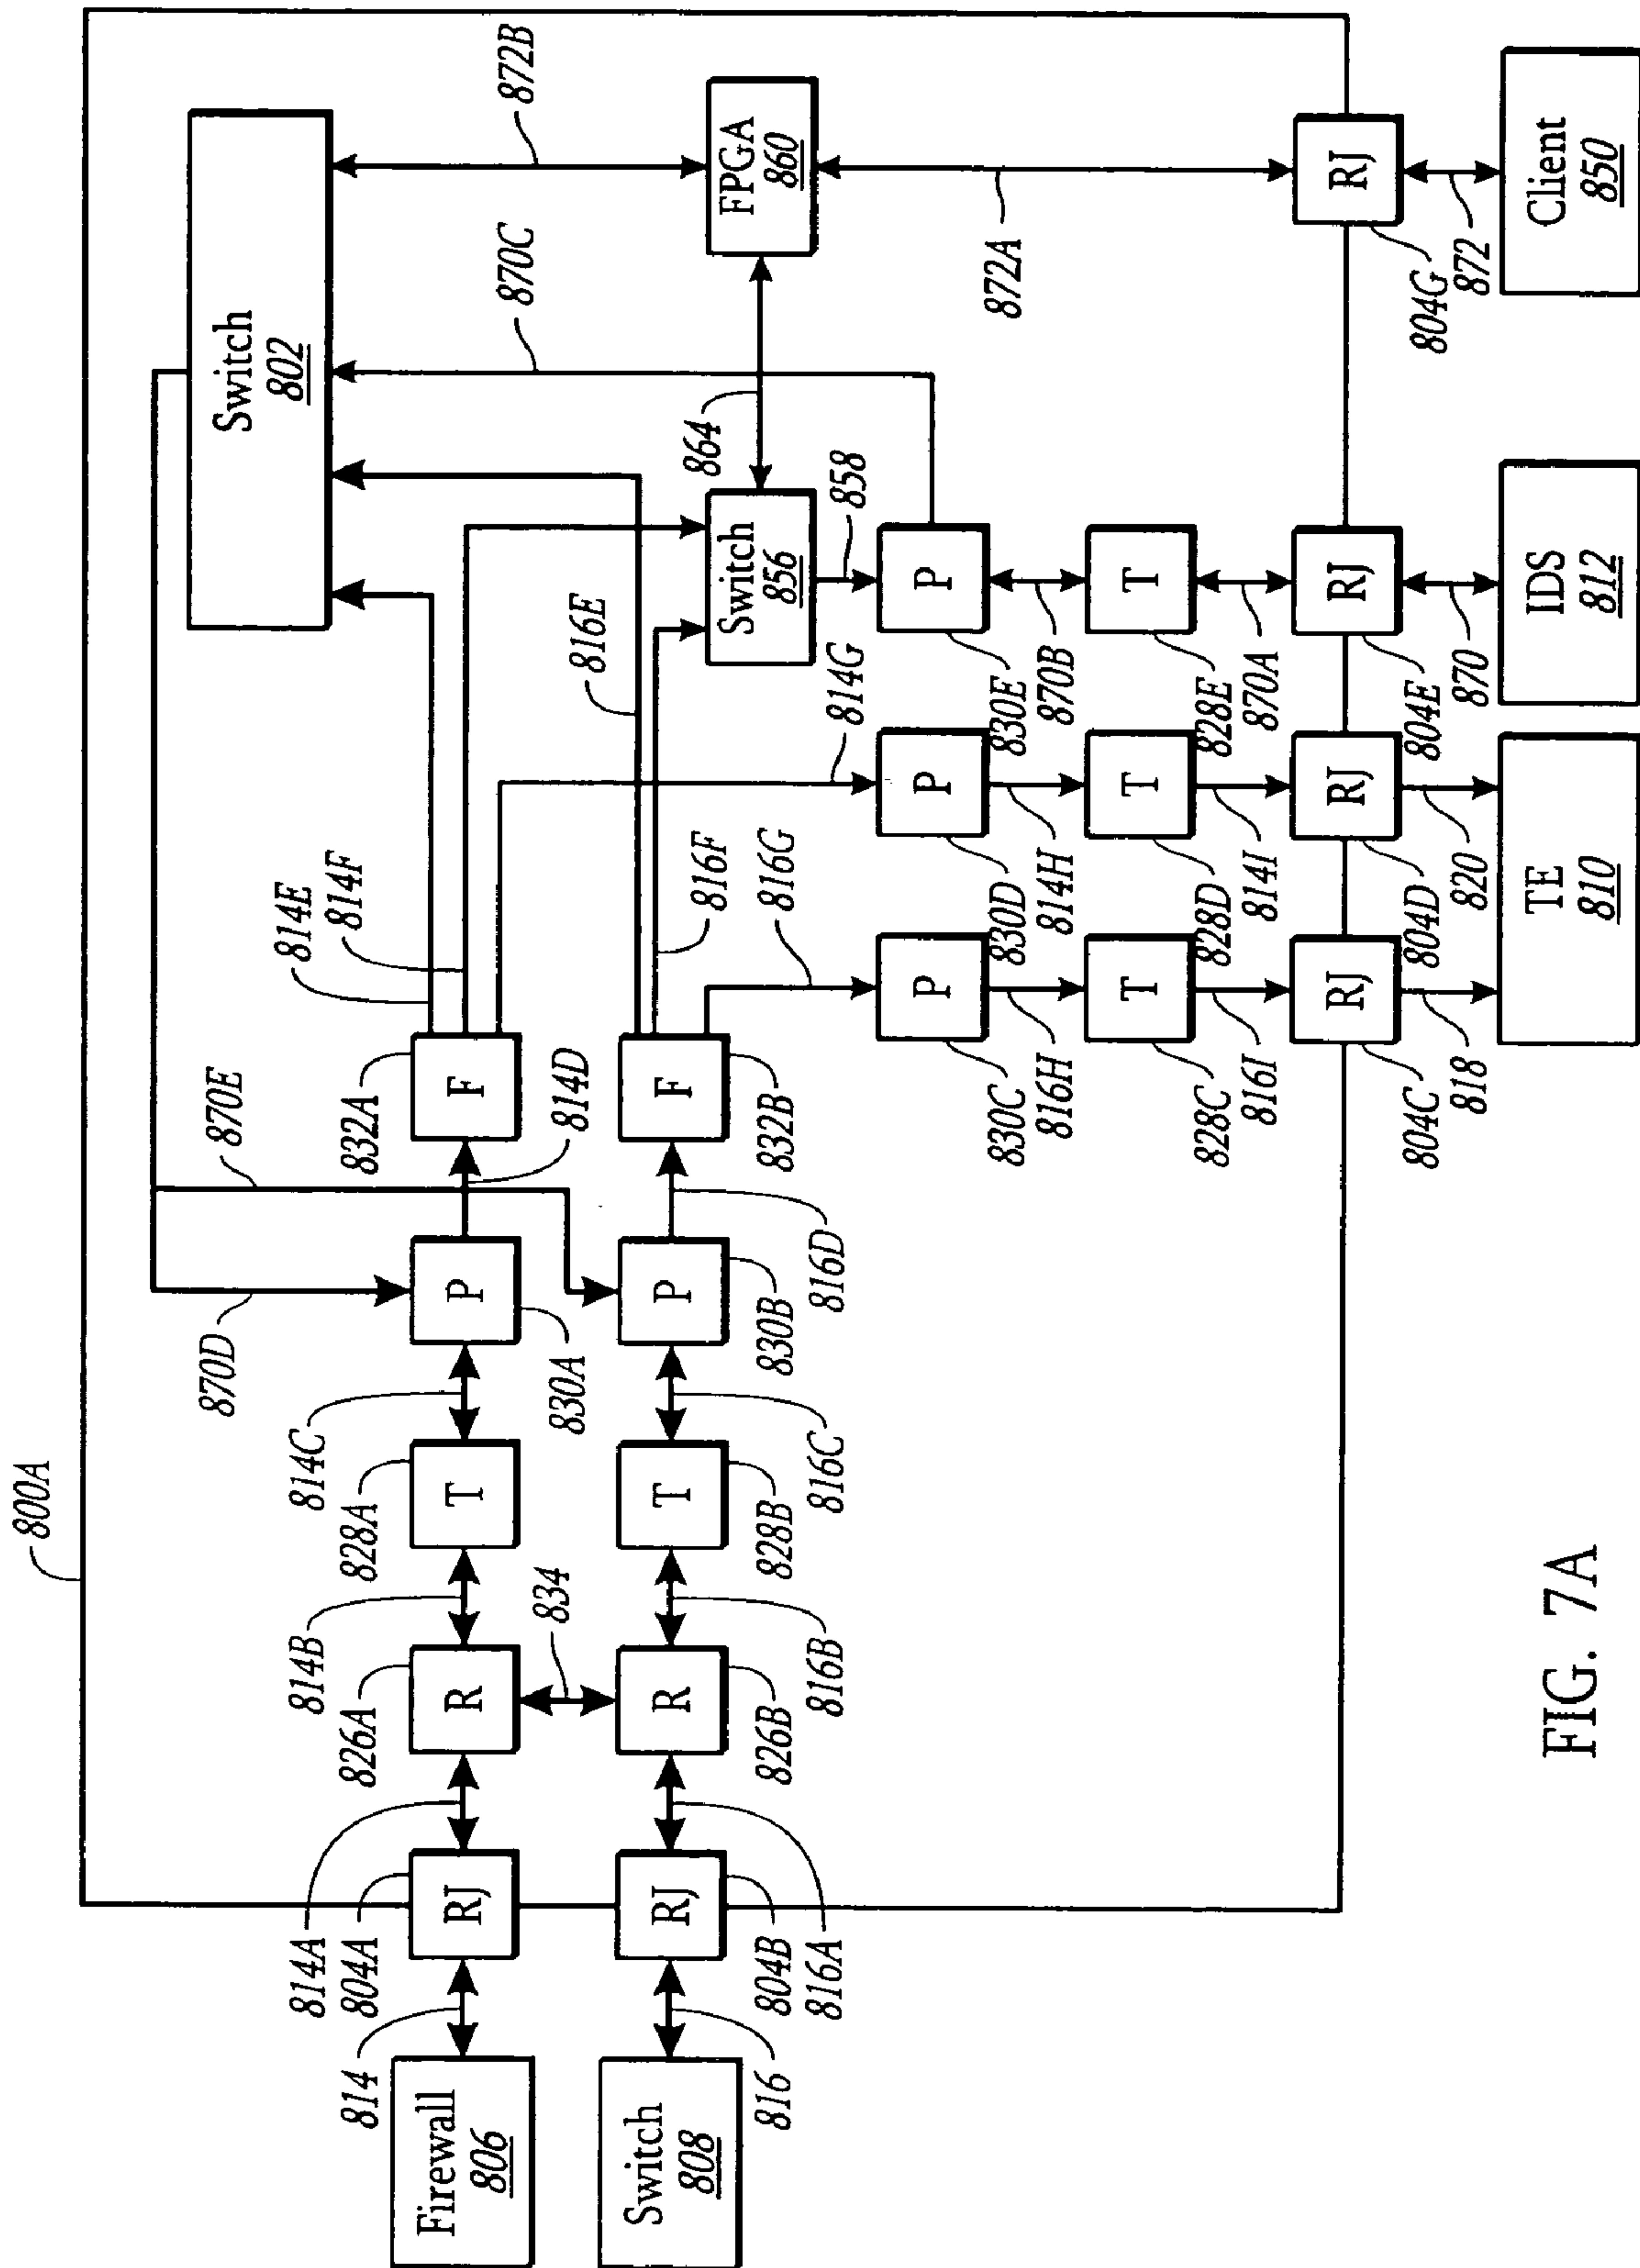 800A
Switch
802
872B
870C
870E
870D
814E
814F
816E
864
FPGA
860
872A
Switch
856
858
814G
816F
816G
832A
F
814D
832B
F
816D
P
830A
P
830B
814C
828A
T
816C
828B
T
814B
826A
R
834
816B
826B
R
814A
804A
RJ
816A
804B
RJ
814
816
Firewall
806
Switch
808
P
830C
816H
P
830D
814H
P
830E
870B
T
828C
816I
T
828D
814I
T
828E
870A
RJ
804C
818
RJ
804D
820
RJ
804E
870
RJ
804G
872
TE
810
IDS
812
Client
850
FIG. 7A